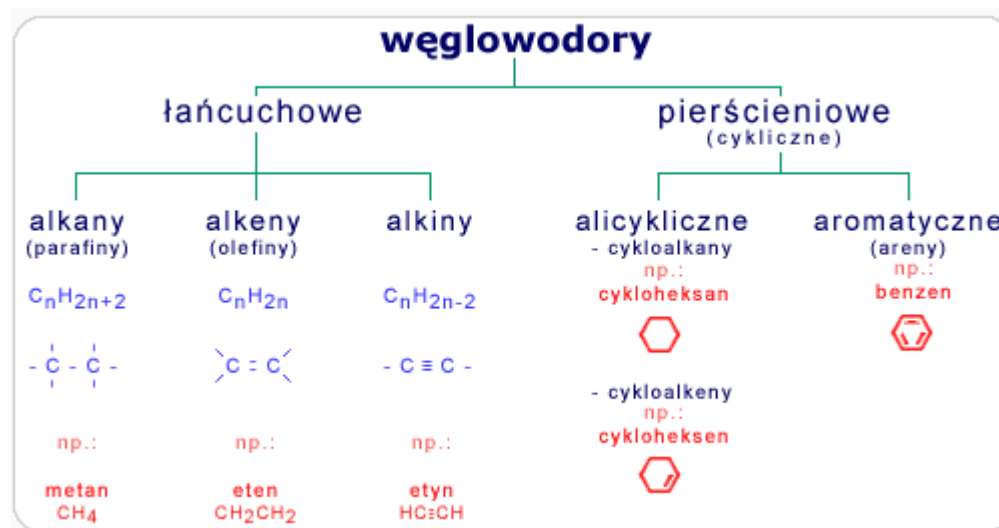 węglowodory
łańcuchowe
pierścieniowe
(cykliczne)
alkany
(parafiny)
alkeny
(olefiny)
alkiny
alicykliczne
- cykloalkany
np.:
cykloheksan
aromatyczne
(areny)
np.:
benzen
CₙH₂ₙ₊₂
CₙH₂ₙ
CₙH₂ₙ₋₂
- C - C -
C = C
- C ≡ C -
- cykloalkeny
np.:
cykloheksen
np.:
metan
CH₄
np.:
eten
CH₂CH₂
np.:
etyn
HC≡CH